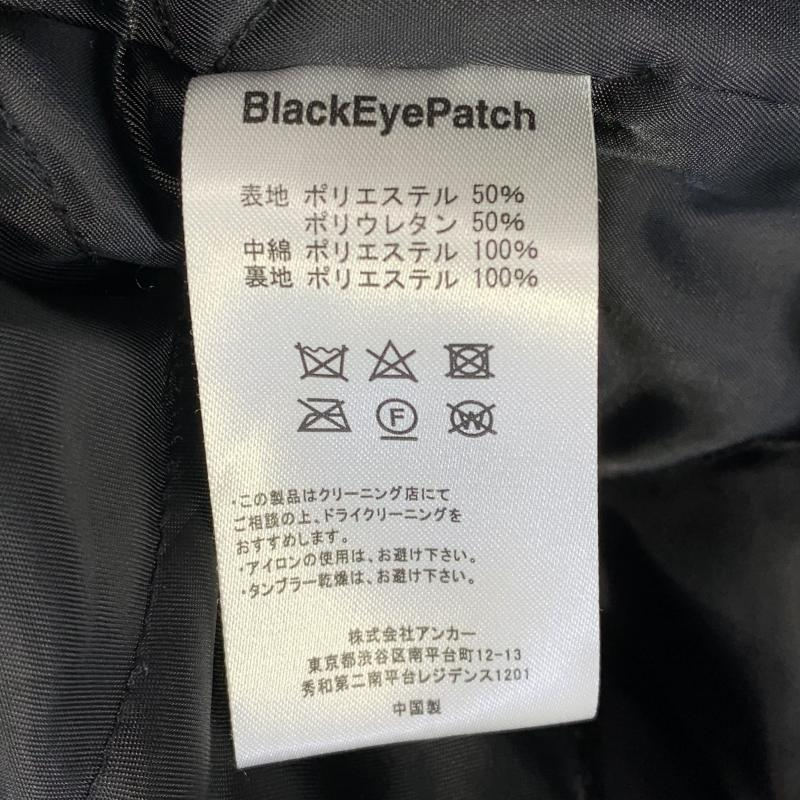 BlackEyePatch
表地 ポリエステル 50%
ポリウレタン 50%
中綿 ポリエステル 100%
裏地 ポリエステル 100%
F
W
・この製品はクリーニング店にて
ご相談の上、ドライクリーニングを
おすすめします。
・アイロンの使用は、お避け下さい。
・タンブラー乾燥は、お避け下さい。
株式会社アンカー
東京都渋谷区南平台町12-13
秀和第二南平台レジデンス1201
中国製